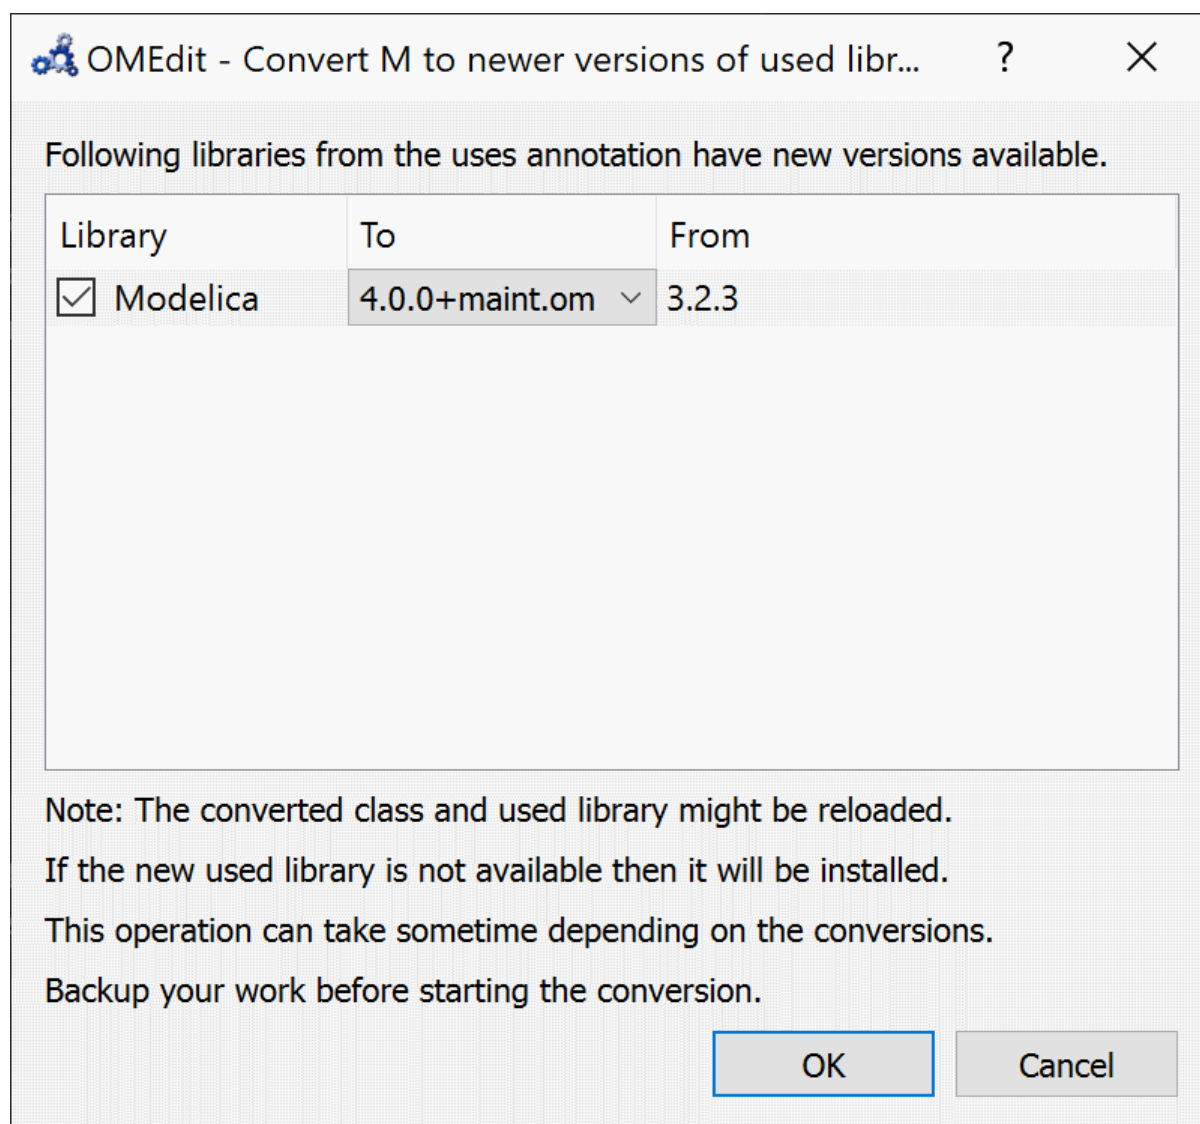 OMEdit - Convert M to newer versions of used libr... ?
Following libraries from the uses annotation have new versions available.
Library To From
Modelica 4.0.0+maint.om 3.2.3
Note: The converted class and used library might be reloaded.
If the new used library is not available then it will be installed.
This operation can take sometime depending on the conversions.
Backup your work before starting the conversion.
OK Cancel